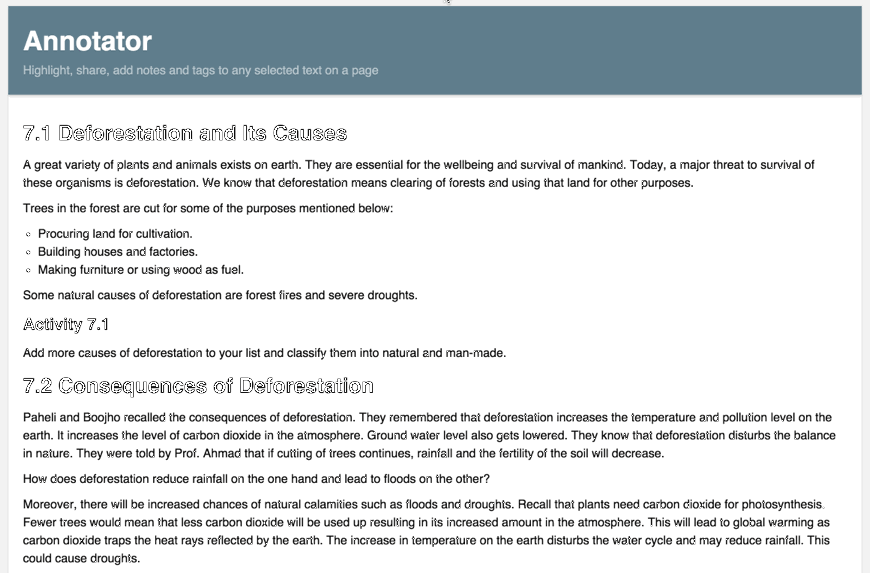 Annotator
Highlight, share, add notes and tags to any selected text on a page
7.1 Deforestation and Its Causes
A great variety of plants and animals exists on earth. They are essential for the wellbeing and survival of mankind. Today, a major threat to survival of
these organisms is deforestation. We know that deforestation means clearing of forests and using that land for other purposes.
Trees in the forest are cut for some of the purposes mentioned below:
Procuring land for cultivation.
Building houses and factories.
Making furniture or using wood as fuel.
Some natural causes of deforestation are forest fires and severe droughts.
Activity 7.1
Add more causes of deforestation to your list and classify them into natural and man-made.
7.2 Consequences of Deforestation
Paheli and Boojho recalled the consequences of deforestation. They remembered that deforestation increases the temperature and pollution level on the
earth. It increases the level of carbon dioxide in the atmosphere. Ground water level also gets lowered. They know that deforestation disturbs the balance
in nature. They were told by Prof. Ahmad that if cutting of trees continues, rainfall and the fertility of the soil will decrease.
How does deforestation reduce rainfall on the one hand and lead to floods on the other?
Moreover, there will be increased chances of natural calamities such as floods and droughts. Recall that plants need carbon dioxide for photosynthesis.
Fewer trees would mean that less carbon dioxide will be used up resulting in its increased amount in the atmosphere. This will lead to global warming as
carbon dioxide traps the heat rays reflected by the earth. The increase in temperature on the earth disturbs the water cycle and may reduce rainfall. This
could cause droughts.